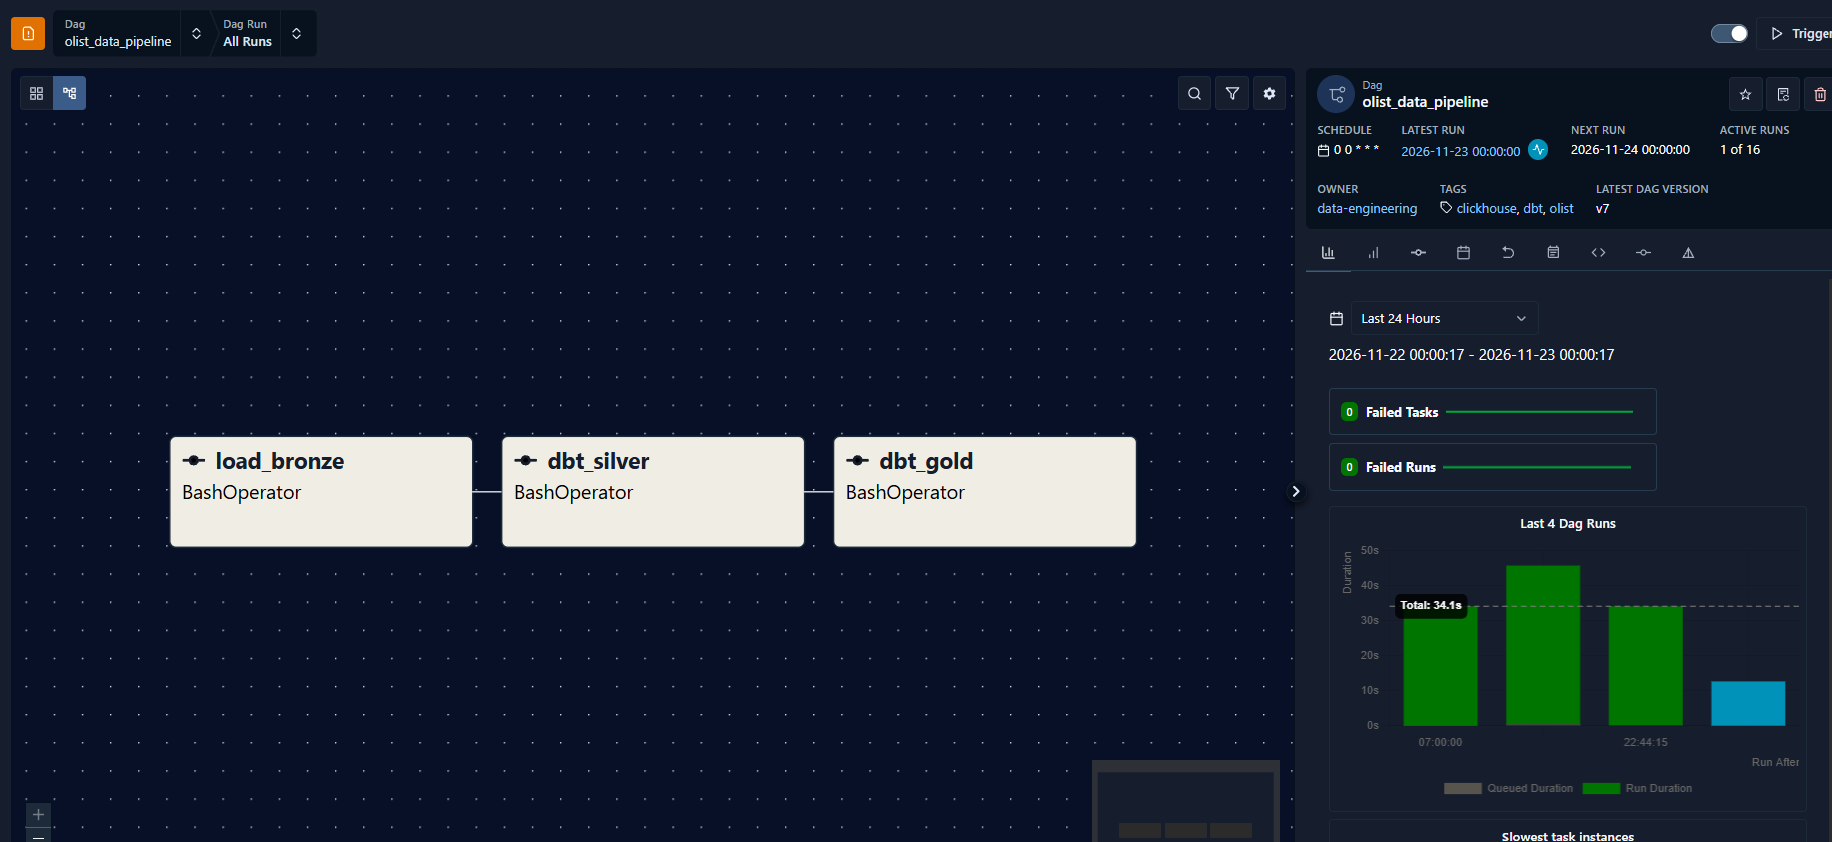 Dag
olist_data_pipeline
Dag Run
All Runs
Trigger
Dag
olist_data_pipeline
SCHEDULE
0 0 * * *
LATEST RUN
2026-11-23 00:00:00
NEXT RUN
2026-11-24 00:00:00
ACTIVE RUNS
1 of 16
OWNER
data-engineering
TAGS
clickhouse, dbt, olist
LATEST DAG VERSION
v7
load_bronze
BashOperator
dbt_silver
BashOperator
dbt_gold
BashOperator
Last 24 Hours
2026-11-22 00:00:17 - 2026-11-23 00:00:17
0 Failed Tasks
0 Failed Runs
Last 4 Dag Runs
Duration
50s
40s
Total: 34.1s
30s
20s
10s
0s
07:00:00
22:44:15
Run After
Queued Duration
Run Duration
Slowest task instances